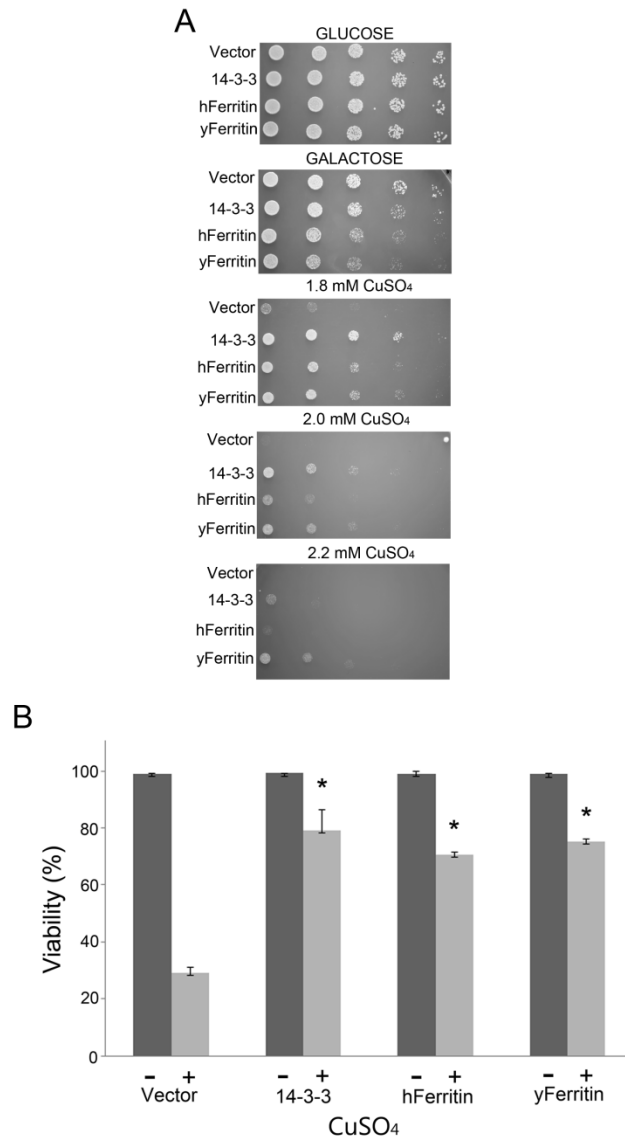 A
GLUCOSE
Vector
14-3-3
hFerritin
yFerritin
GALACTOSE
Vector
14-3-3
hFerritin
yFerritin
1.8 mM CuSO₄
Vector
14-3-3
hFerritin
yFerritin
2.0 mM CuSO₄
Vector
14-3-3
hFerritin
yFerritin
2.2 mM CuSO₄
Vector
14-3-3
hFerritin
yFerritin
B
Viability (%)
100
80
60
40
20
0
* * *
- + - + - + - +
Vector 14-3-3 hFerritin yFerritin
CuSO₄